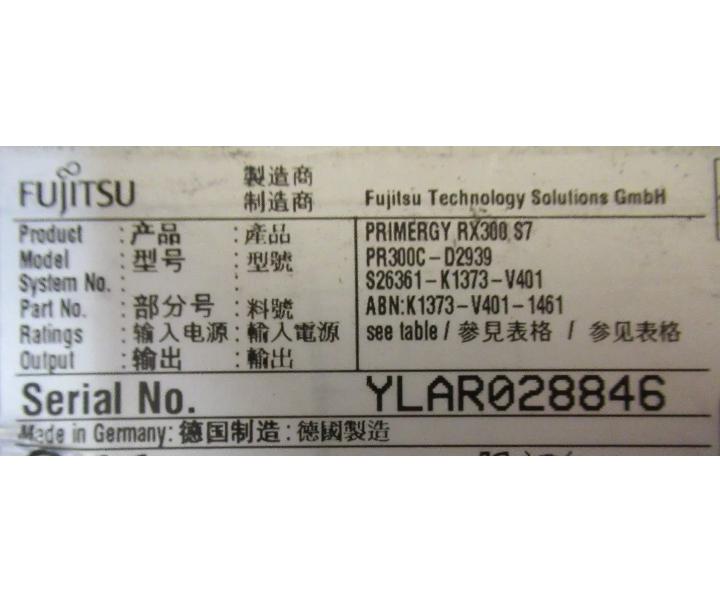 FUJITSU 製造商
制造商 Fujitsu Technology Solutions GmbH
Product : 产品 : 產品 PRIMERGY RX300 S7
Model : 型号 : 型號 PR300C-D2939
System No. : S26361-K1373-V401
Part No. : 部分号 : 料號 ABN:K1373-V401-1461
Ratings : 输入电源 : 輸入電源 see table / 參見表格 / 参见表格
Output : 输出 : 輸出
Serial No. YLAR028846
Made in Germany: 德国制造 : 德國製造